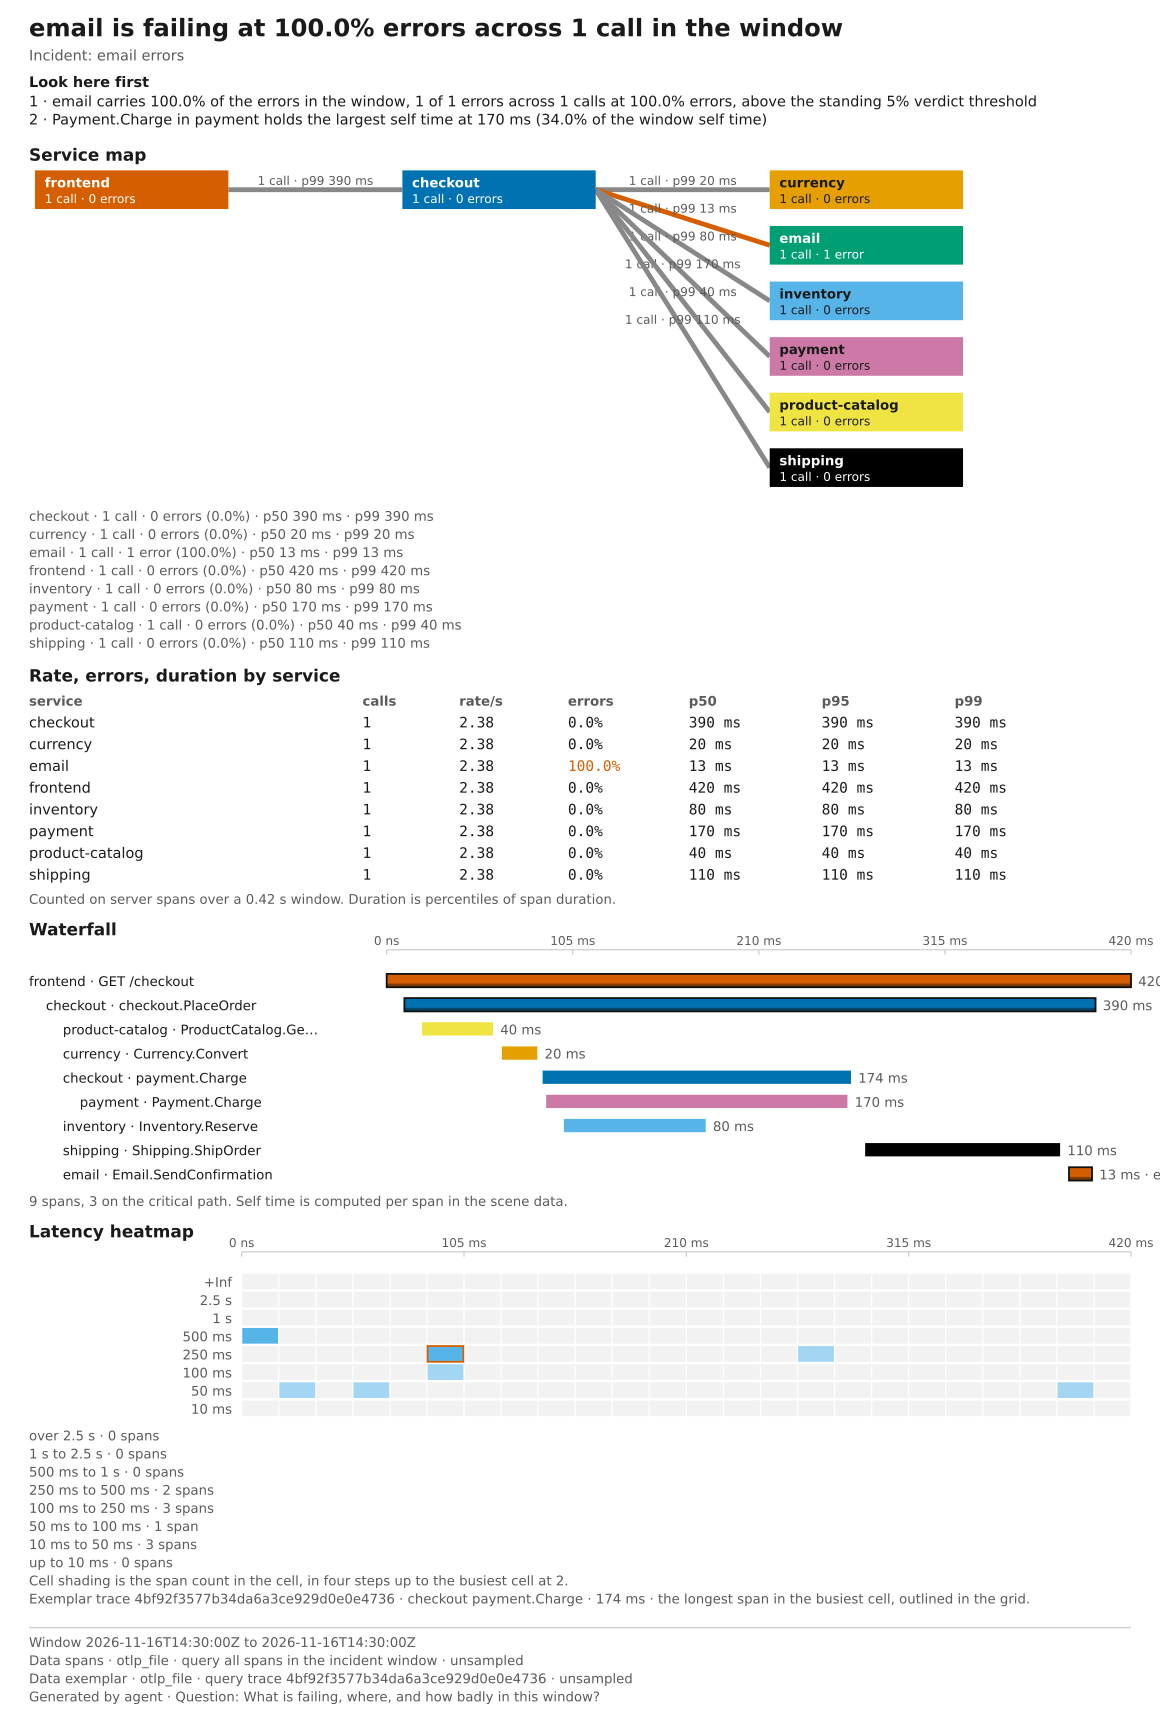 email is failing at 100.0% errors across 1 call in the window
Incident: email errors
Look here first
1 · email carries 100.0% of the errors in the window, 1 of 1 errors across 1 calls at 100.0% errors, above the standing 5% verdict threshold
2 · Payment.Charge in payment holds the largest self time at 170 ms (34.0% of the window self time)
Service map
frontend
1 call · 0 errors
1 call · p99 390 ms
checkout
1 call · 0 errors
1 call · p99 20 ms
1 call · p99 13 ms
1 call · p99 80 ms
1 call · p99 170 ms
1 call · p99 40 ms
1 call · p99 110 ms
currency
1 call · 0 errors
email
1 call · 1 error
inventory
1 call · 0 errors
payment
1 call · 0 errors
product-catalog
1 call · 0 errors
shipping
1 call · 0 errors
checkout · 1 call · 0 errors (0.0%) · p50 390 ms · p99 390 ms
currency · 1 call · 0 errors (0.0%) · p50 20 ms · p99 20 ms
email · 1 call · 1 error (100.0%) · p50 13 ms · p99 13 ms
frontend · 1 call · 0 errors (0.0%) · p50 420 ms · p99 420 ms
inventory · 1 call · 0 errors (0.0%) · p50 80 ms · p99 80 ms
payment · 1 call · 0 errors (0.0%) · p50 170 ms · p99 170 ms
product-catalog · 1 call · 0 errors (0.0%) · p50 40 ms · p99 40 ms
shipping · 1 call · 0 errors (0.0%) · p50 110 ms · p99 110 ms
Rate, errors, duration by service
service calls rate/s errors p50 p95 p99
checkout 1 2.38 0.0% 390 ms 390 ms 390 ms
currency 1 2.38 0.0% 20 ms 20 ms 20 ms
email 1 2.38 100.0% 13 ms 13 ms 13 ms
frontend 1 2.38 0.0% 420 ms 420 ms 420 ms
inventory 1 2.38 0.0% 80 ms 80 ms 80 ms
payment 1 2.38 0.0% 170 ms 170 ms 170 ms
product-catalog 1 2.38 0.0% 40 ms 40 ms 40 ms
shipping 1 2.38 0.0% 110 ms 110 ms 110 ms
Counted on server spans over a 0.42 s window. Duration is percentiles of span duration.
Waterfall
0 ns 105 ms 210 ms 315 ms 420 ms
frontend · GET /checkout 420
checkout · checkout.PlaceOrder 390 ms
product-catalog · ProductCatalog.Ge… 40 ms
currency · Currency.Convert 20 ms
checkout · payment.Charge 174 ms
payment · Payment.Charge 170 ms
inventory · Inventory.Reserve 80 ms
shipping · Shipping.ShipOrder 110 ms
email · Email.SendConfirmation 13 ms · e
9 spans, 3 on the critical path. Self time is computed per span in the scene data.
Latency heatmap
0 ns 105 ms 210 ms 315 ms 420 ms
+Inf
2.5 s
1 s
500 ms
250 ms
100 ms
50 ms
10 ms
over 2.5 s · 0 spans
1 s to 2.5 s · 0 spans
500 ms to 1 s · 0 spans
250 ms to 500 ms · 2 spans
100 ms to 250 ms · 3 spans
50 ms to 100 ms · 1 span
10 ms to 50 ms · 3 spans
up to 10 ms · 0 spans
Cell shading is the span count in the cell, in four steps up to the busiest cell at 2.
Exemplar trace 4bf92f3577b34da6a3ce929d0e0e4736 · checkout payment.Charge · 174 ms · the longest span in the busiest cell, outlined in the grid.
Window 2026-11-16T14:30:00Z to 2026-11-16T14:30:00Z
Data spans · otlp_file · query all spans in the incident window · unsampled
Data exemplar · otlp_file · query trace 4bf92f3577b34da6a3ce929d0e0e4736 · unsampled
Generated by agent · Question: What is failing, where, and how badly in this window?